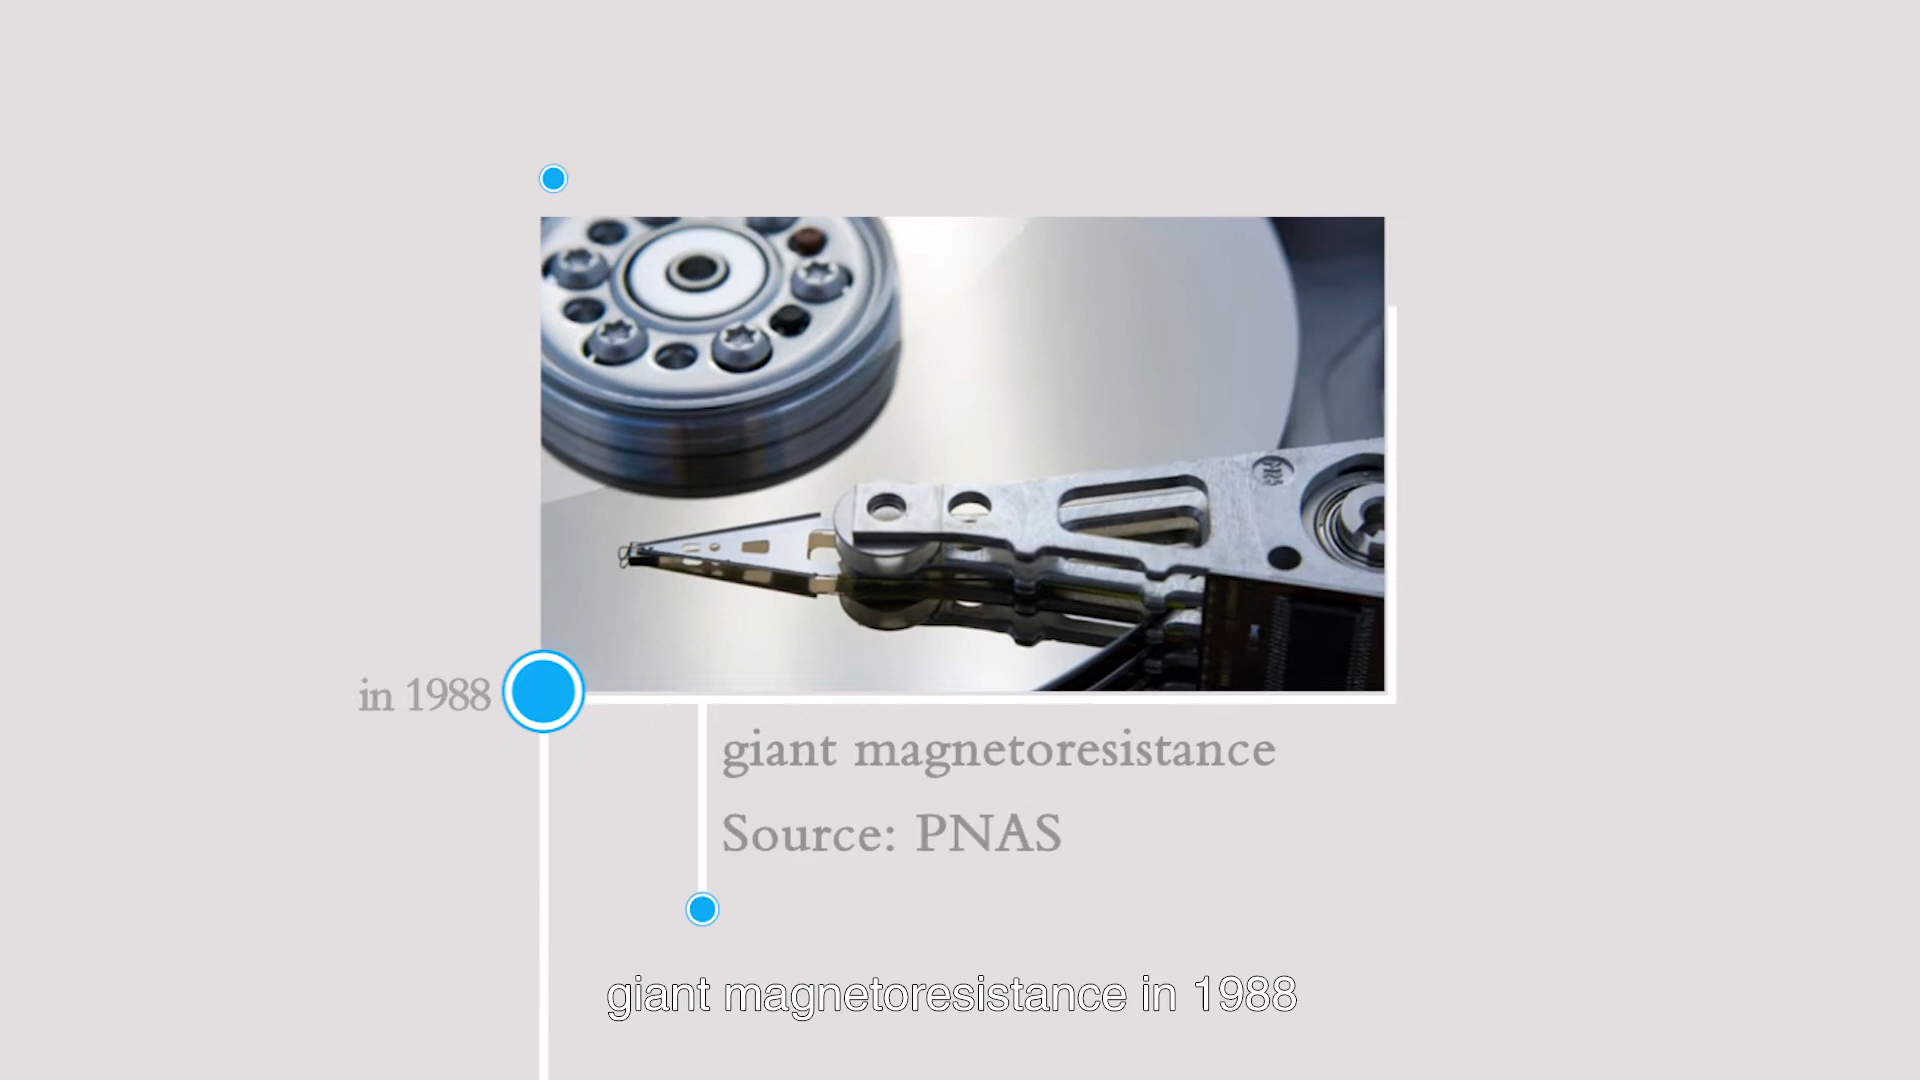 in 1988
giant magnetoresistance
Source: PNAS
giant magnetoresistance in 1988